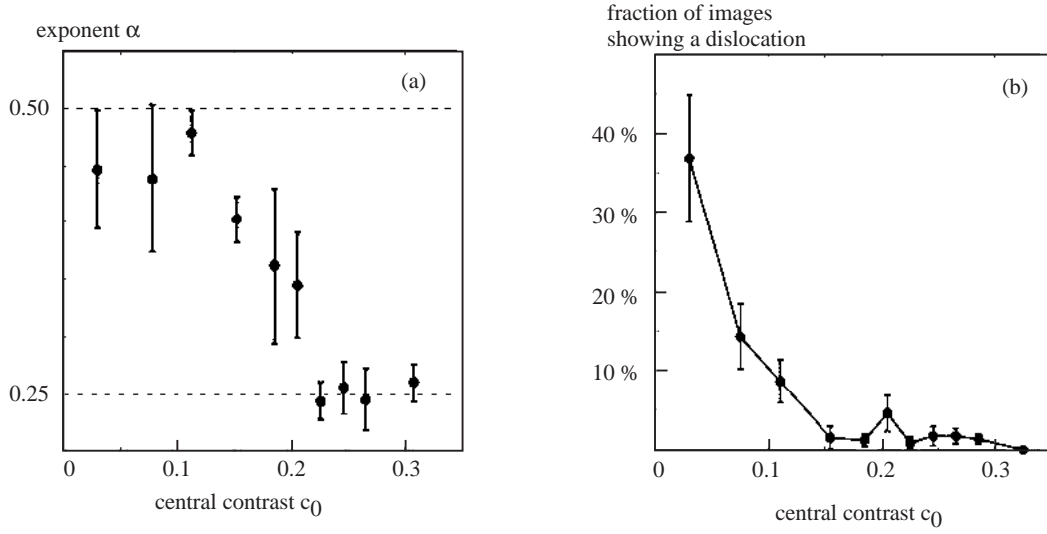 exponent α
(a)
0.50
0.25
0
0.1
0.2
0.3
central contrast c0
fraction of images
showing a dislocation
(b)
40 %
30 %
20 %
10 %
0
0.1
0.2
0.3
central contrast c0